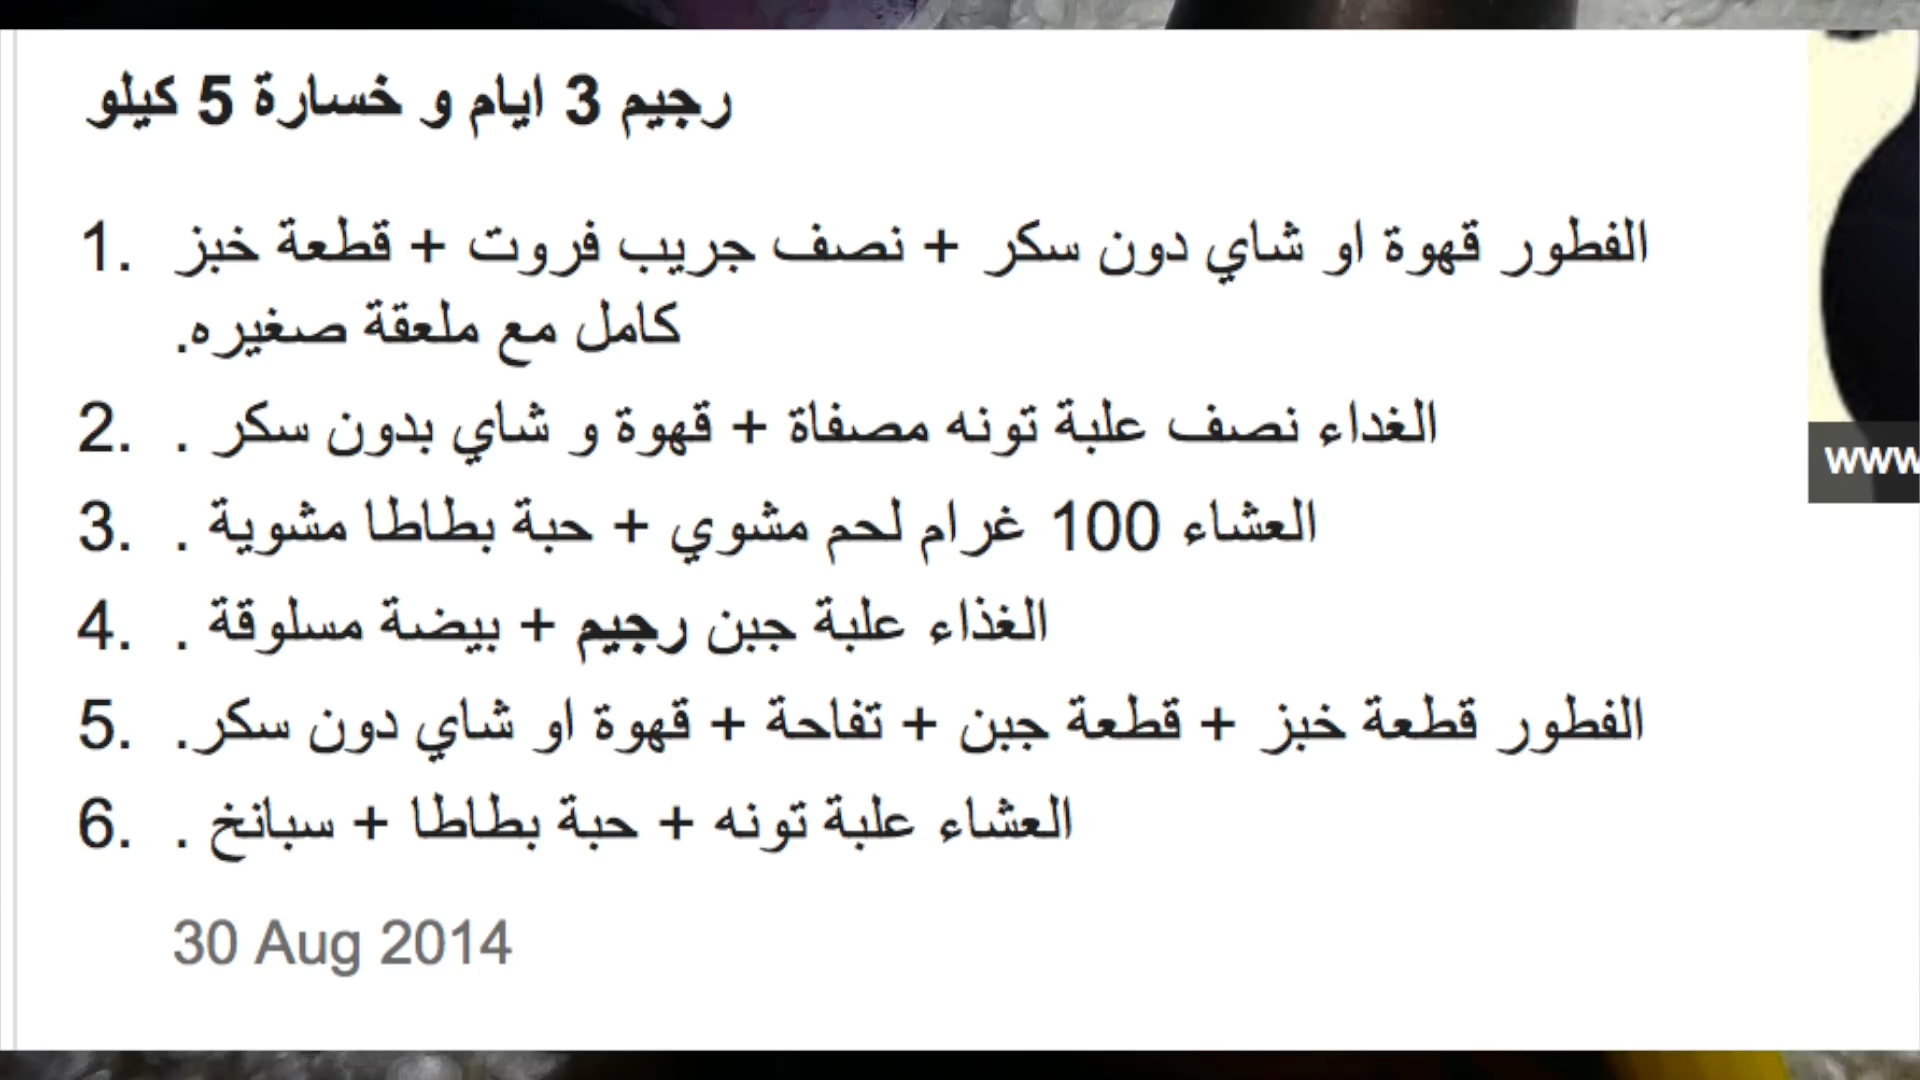 رجيم 3 ايام و خسارة 5 كيلو
1. الفطور قهوة او شاي دون سكر + نصف جريب فروت + قطعة خبز
كامل مع ملعقة صغيره.
2. الغداء نصف علبة تونه مصفاة + قهوة و شاي بدون سكر .
3. العشاء 100 غرام لحم مشوي + حبة بطاطا مشوية .
4. الغذاء علبة جبن رجيم + بيضة مسلوقة .
5. الفطور قطعة خبز + قطعة جبن + تفاحة + قهوة او شاي دون سكر.
6. العشاء علبة تونه + حبة بطاطا + سبانخ .
30 Aug 2014
www